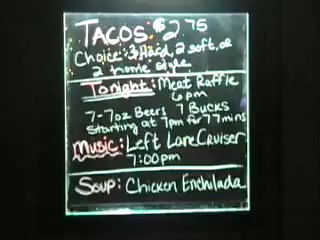 TACOS $2 75
Choice: 3 Hard, 2 soft, or
2 home style
Tonight: Meat Raffle
6pm
7-7oz Beers 7 Bucks
Starting at 7pm for 77 mins
Music: Left Lane Cruiser
7:00pm
Soup: Chicken Enchilada